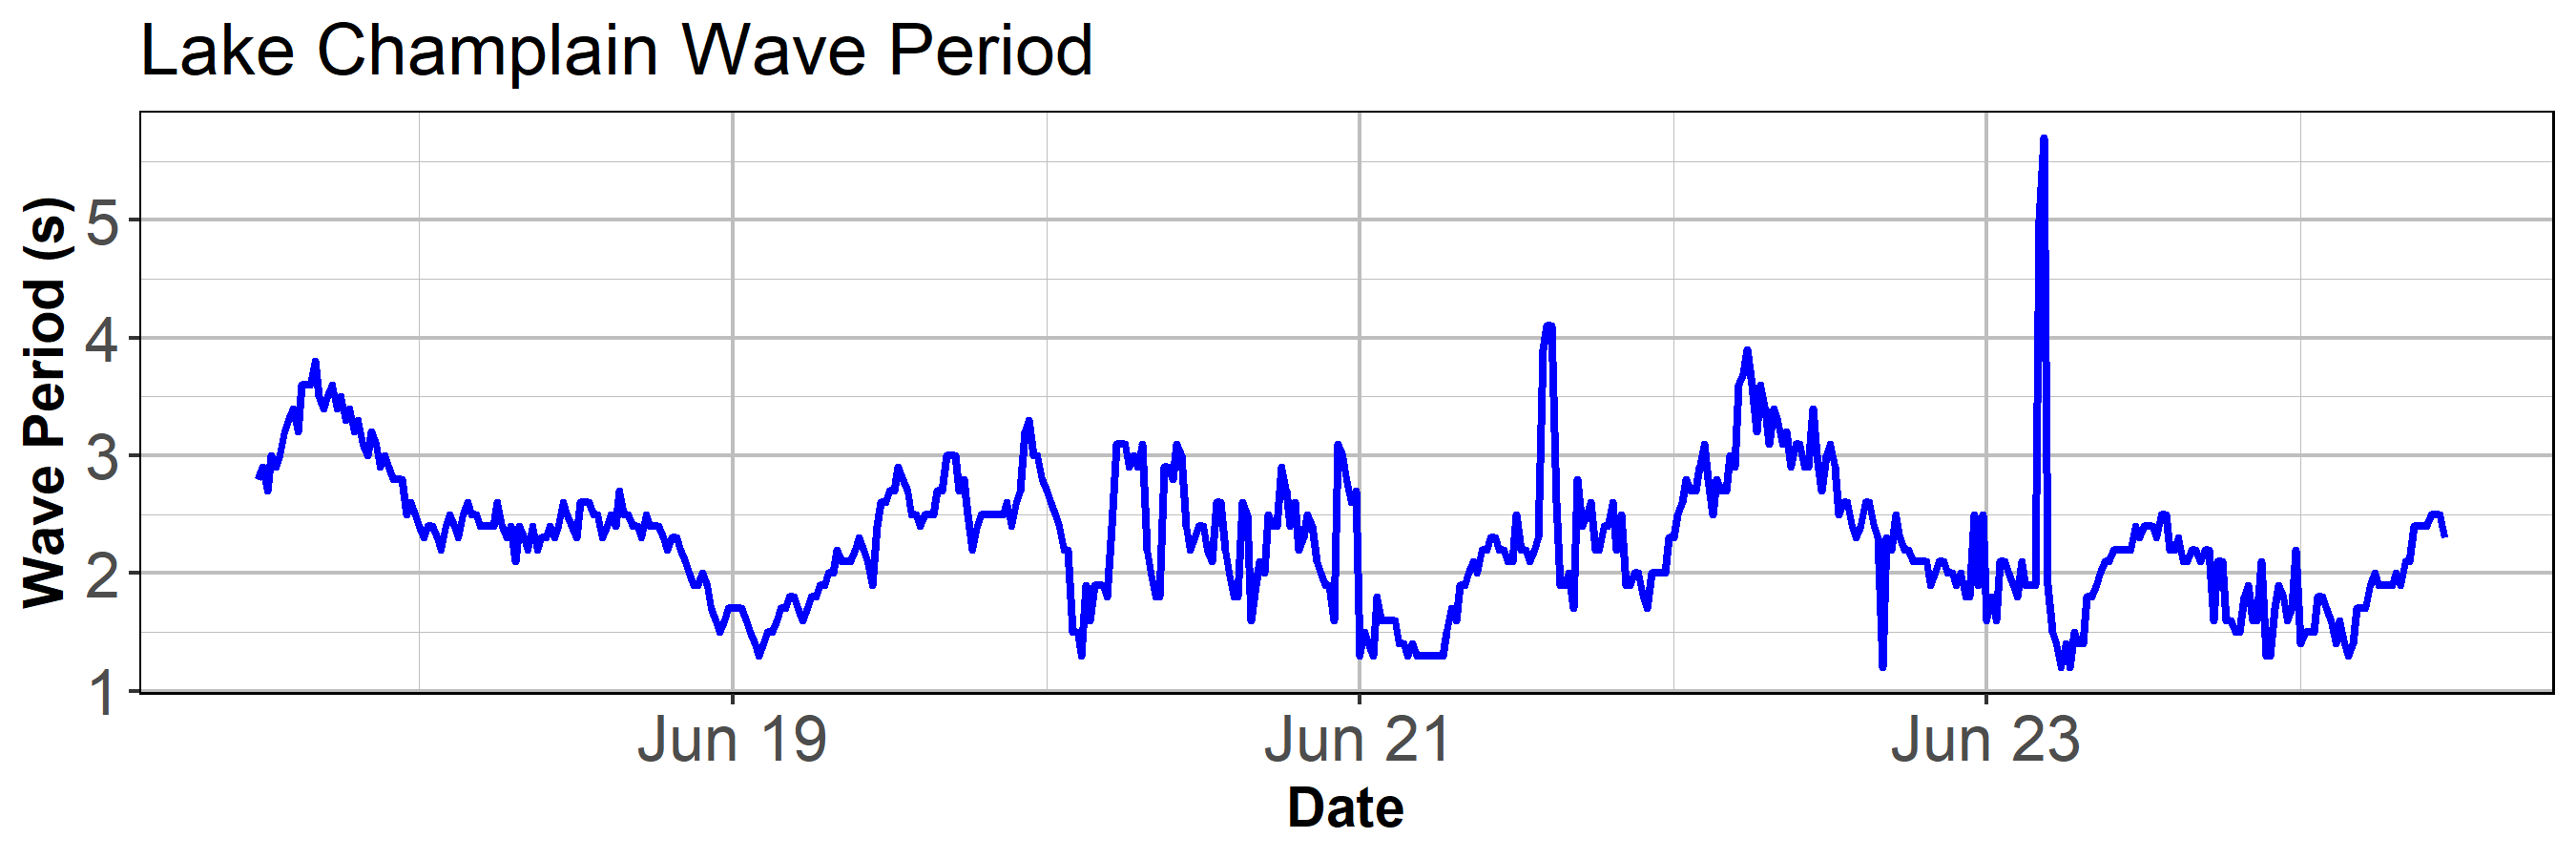 Lake Champlain Wave Period
Wave Period (s)
5
4
3
2
1
Jun 19
Jun 21
Jun 23
Date